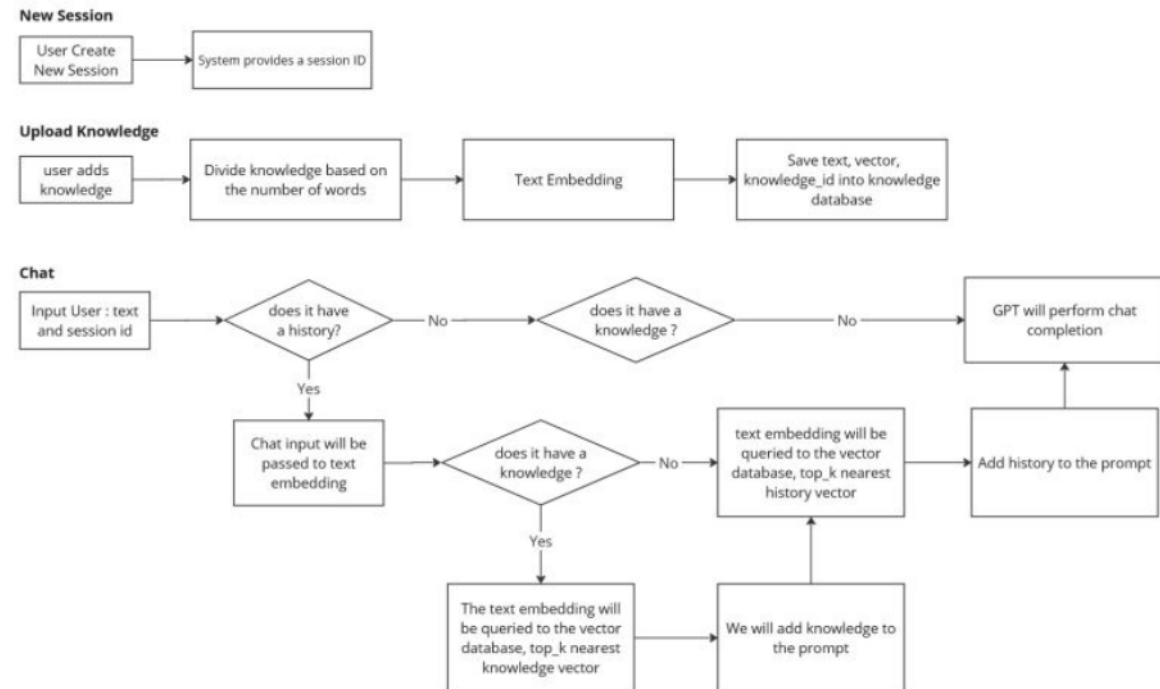 New Session
User Create
New Session
System provides a session ID
Upload Knowledge
user adds
knowledge
Divide knowledge based on
the number of words
Text Embedding
Save text, vector,
knowledge_id into knowledge
database
Chat
Input User : text
and session id
does it have
a history?
No
does it have a
knowledge ?
No
GPT will perform chat
completion
Yes
Chat input will be
passed to text
embedding
does it have a
knowledge ?
No
text embedding will be
queried to the vector
database, top_k nearest
history vector
Add history to the prompt
Yes
The text embedding will
be queried to the vector
database, top_k nearest
knowledge vector
We will add knowledge to
the prompt